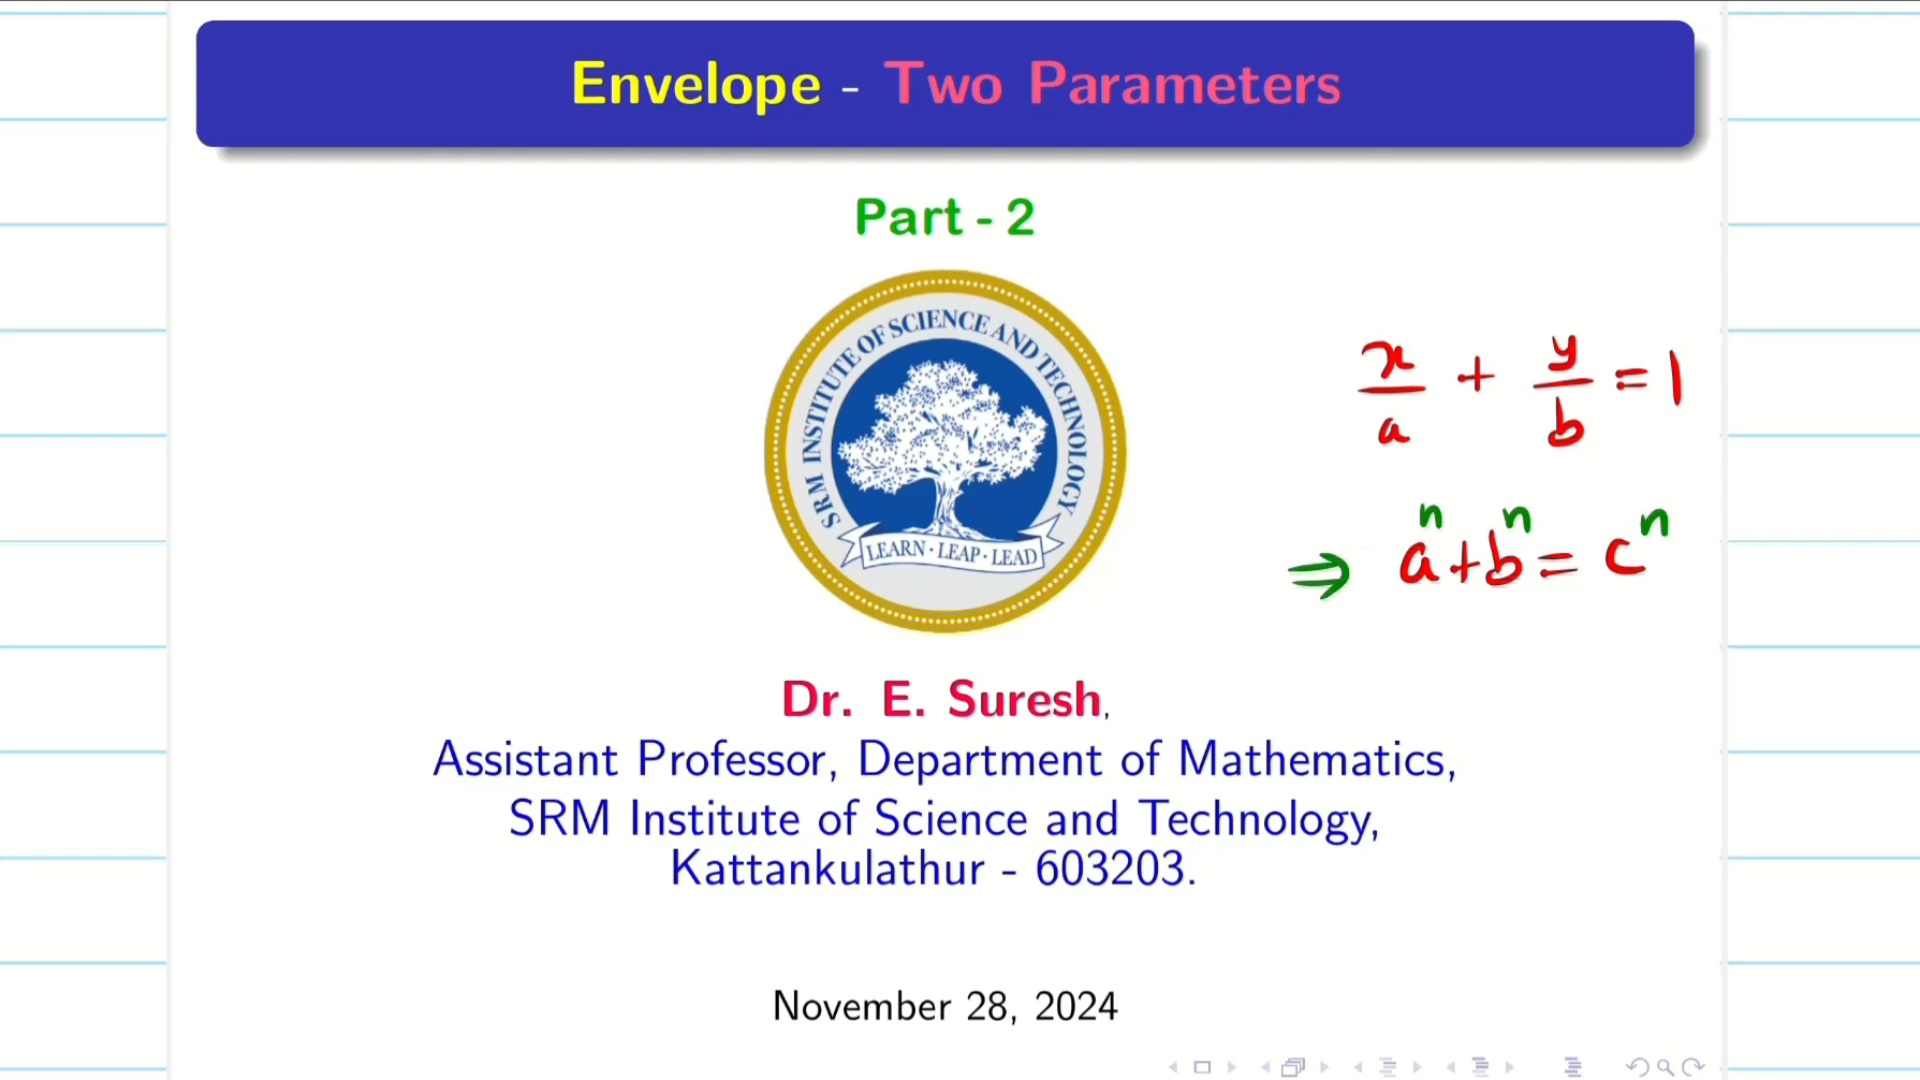 Envelope - Two Parameters
Part - 2
SRM INSTITUTE OF SCIENCE AND TECHNOLOGY
LEARN · LEAP · LEAD
x/a + y/b = 1
⇒ aⁿ + bⁿ = cⁿ
Dr. E. Suresh,
Assistant Professor, Department of Mathematics,
SRM Institute of Science and Technology,
Kattankulathur - 603203.
November 28, 2024